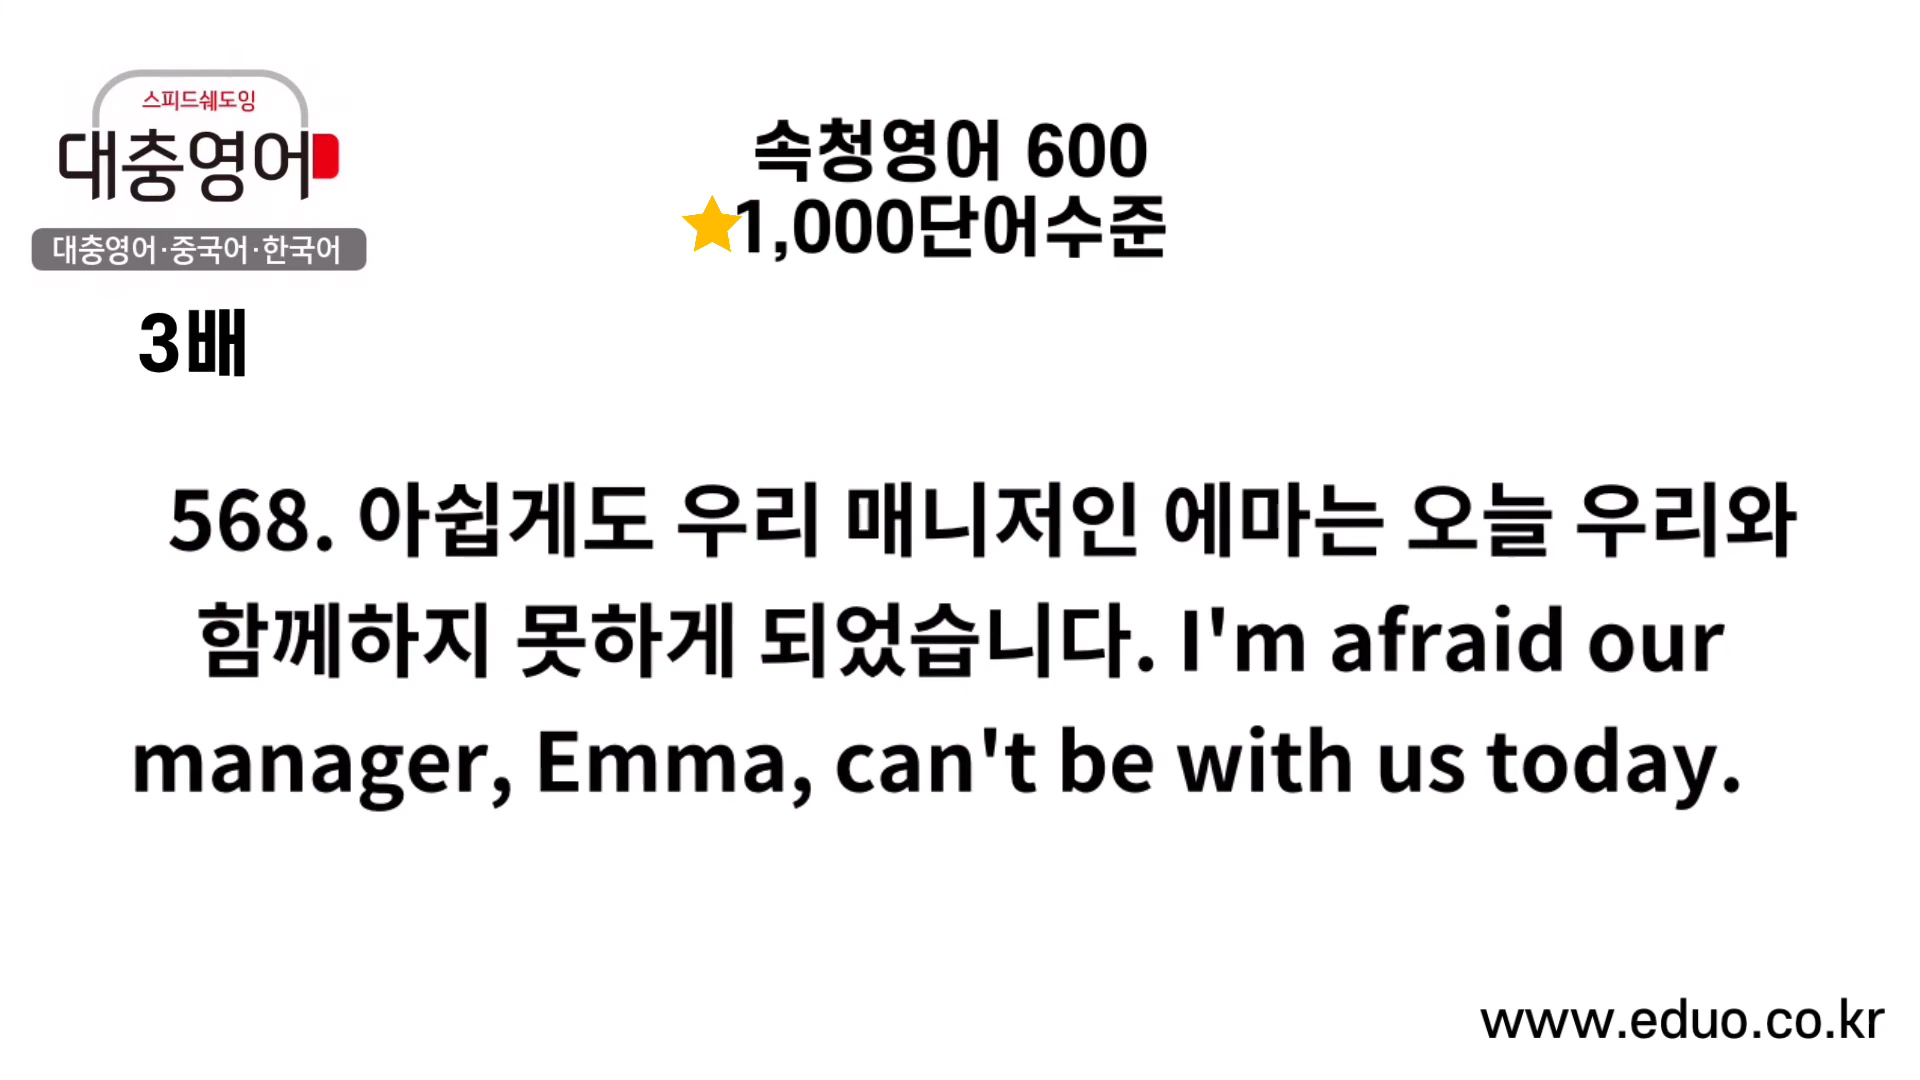 스피드쉐도잉
대충영어
대충영어·중국어·한국어
속청영어 600
1,000단어수준
3배
568. 아쉽게도 우리 매니저인 에마는 오늘 우리와
함께하지 못하게 되었습니다. I'm afraid our
manager, Emma, can't be with us today.
www.eduo.co.kr